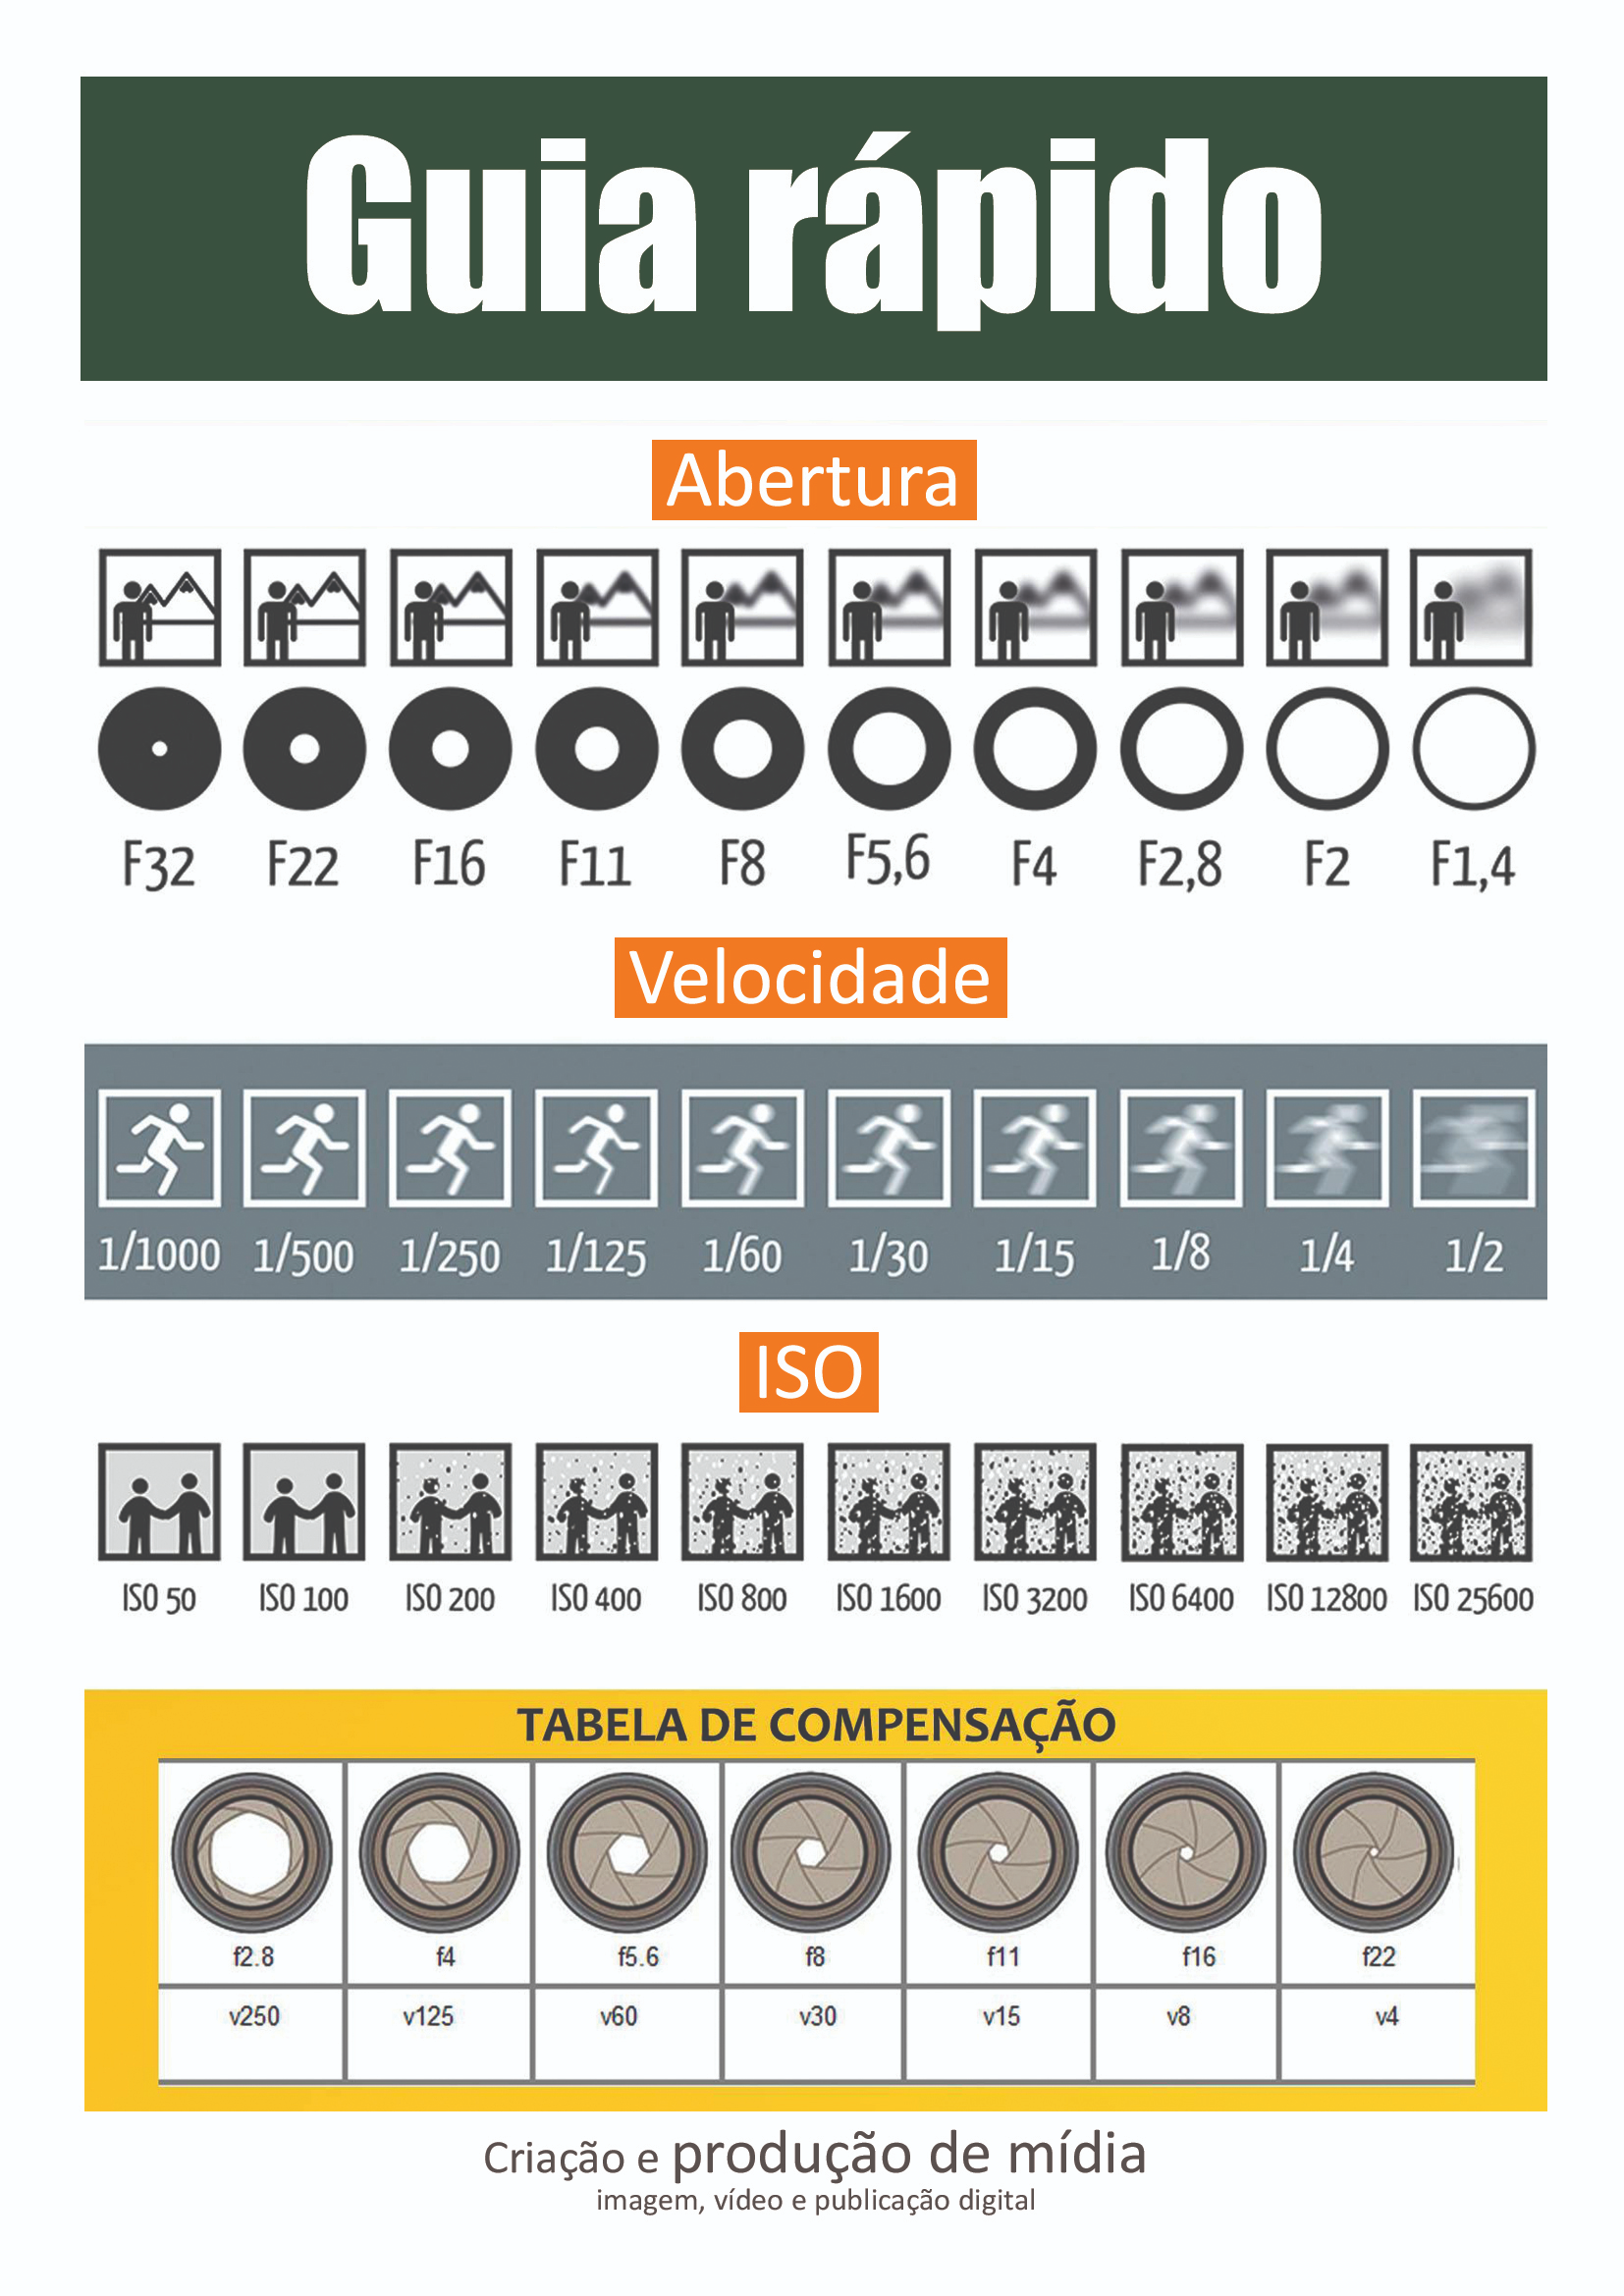 Guia rápido
Abertura
F32 F22 F16 F11 F8 F5,6 F4 F2,8 F2 F1,4
Velocidade
1/1000 1/500 1/250 1/125 1/60 1/30 1/15 1/8 1/4 1/2
ISO
ISO 50 ISO 100 ISO 200 ISO 400 ISO 800 ISO 1600 ISO 3200 ISO 6400 ISO 12800 ISO 25600
TABELA DE COMPENSAÇÃO
f2.8 f4 f5.6 f8 f11 f16 f22
v250 v125 v60 v30 v15 v8 v4
Criação e produção de mídia
imagem, vídeo e publicação digital